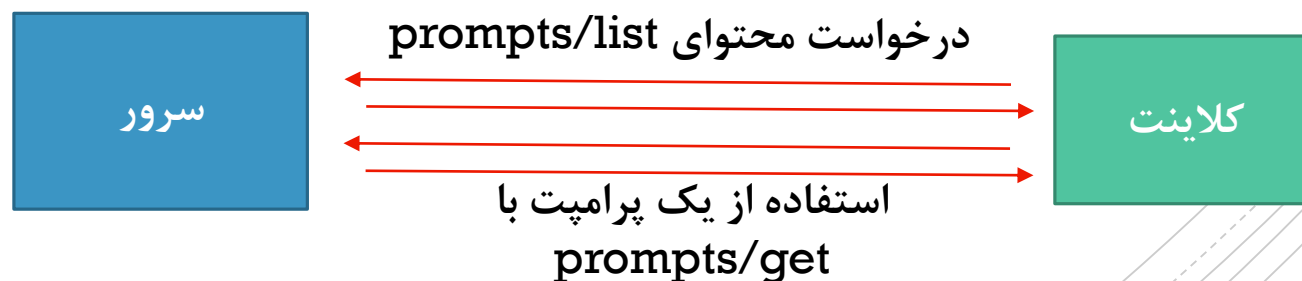 درخواست محتوای prompts/list
سرور
کلاینت
استفاده از یک پرامپت با
prompts/get